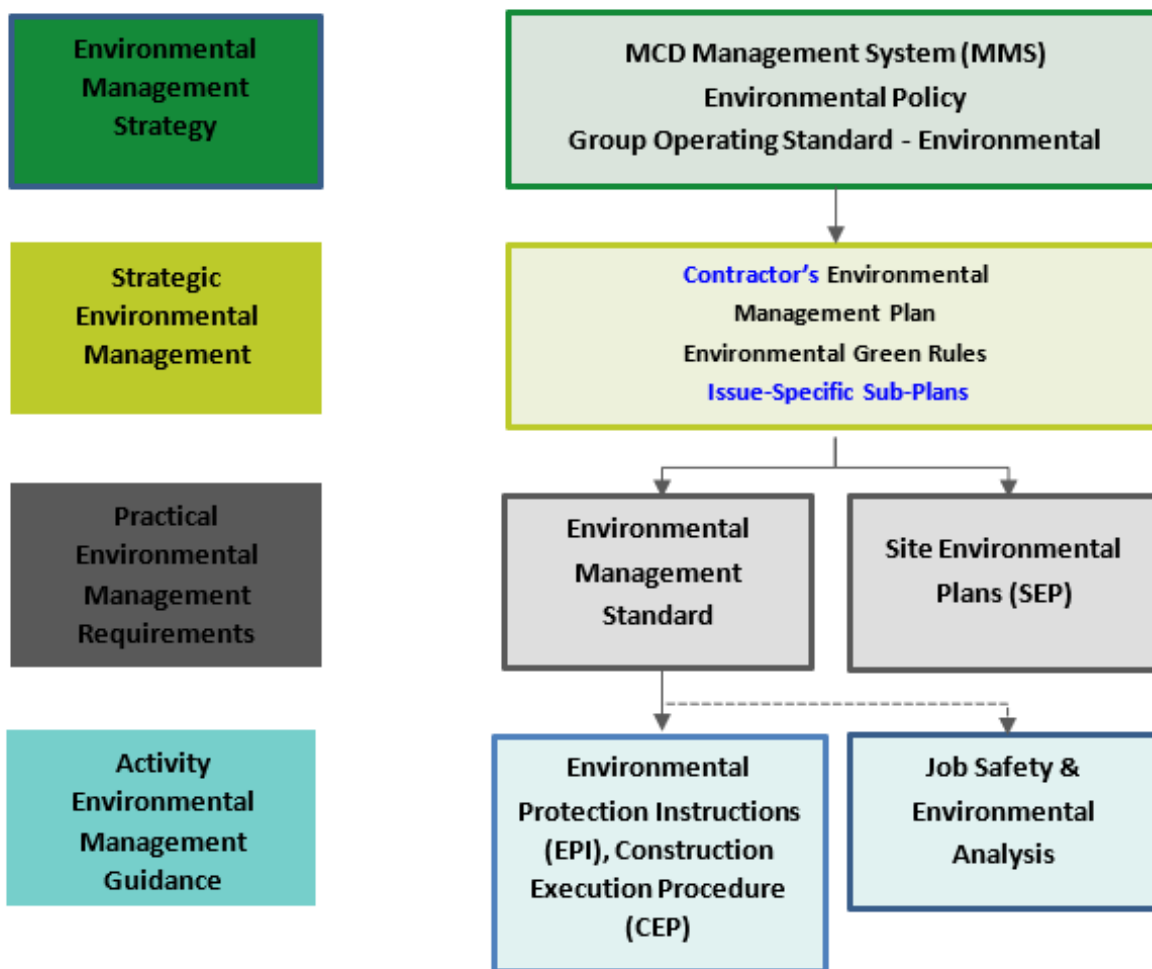 Environmental
Management
Strategy
MCD Management System (MMS)
Environmental Policy
Group Operating Standard - Environmental
Strategic
Environmental
Management
Contractor's Environmental
Management Plan
Environmental Green Rules
Issue-Specific Sub-Plans
Practical
Environmental
Management
Requirements
Environmental
Management
Standard
Site Environmental
Plans (SEP)
Activity
Environmental
Management
Guidance
Environmental
Protection Instructions
(EPI), Construction
Execution Procedure
(CEP)
Job Safety &
Environmental
Analysis